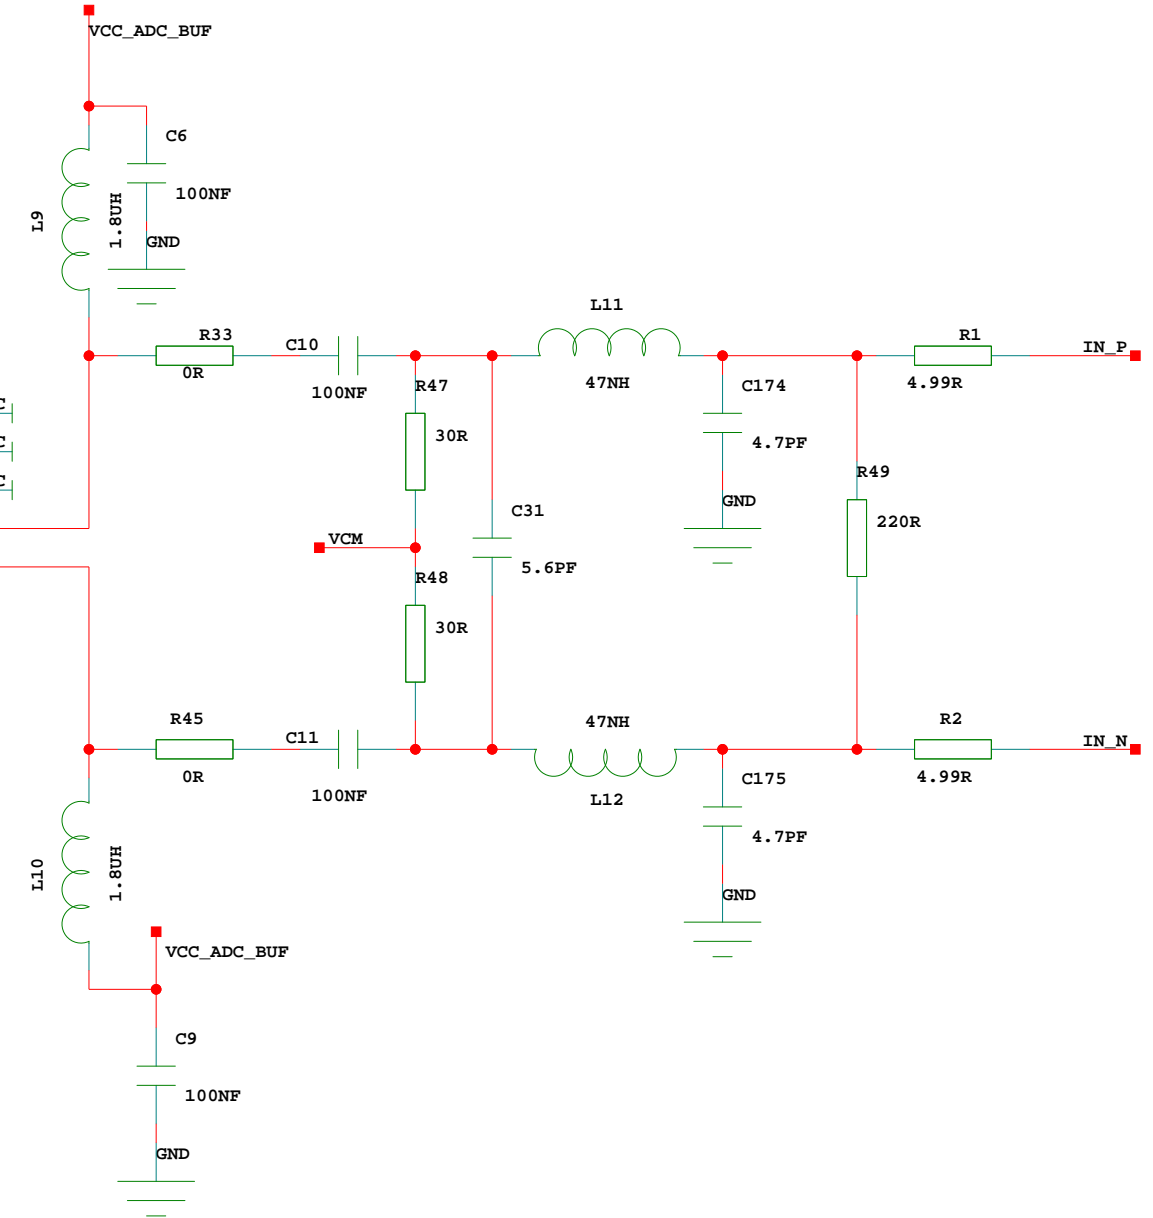 VCC_ADC_BUF
C6
100NF
L9
1.8UH
GND
L11
R33
C10
R1
IN_P
0R
100NF
R47
47NH
C174
4.99R
30R
4.7PF
R49
GND
C31
220R
VCM
5.6PF
R48
30R
R45
C11
47NH
R2
IN_N
0R
100NF
L12
C175
4.99R
4.7PF
L10
1.8UH
GND
VCC_ADC_BUF
C9
100NF
GND